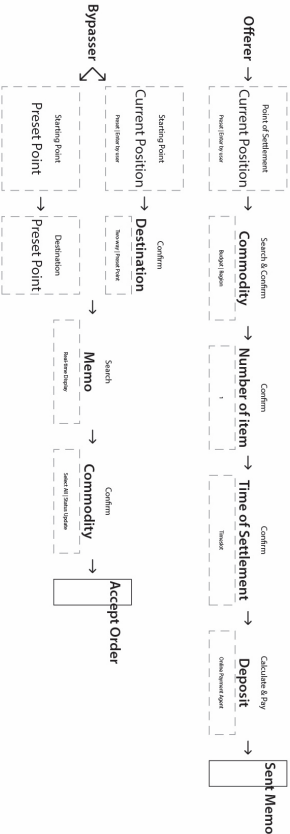 Offerer
Point of Settlement
Current Position
Preset | Enter by user
Search & Confirm
Commodity
Budget | Region
Confirm
Number of item
1
Confirm
Time of Settlement
Timeslot
Calculate & Pay
Deposit
Online Payment Agent
Sent Memo
Bypasser
Starting Point
Current Position
Preset | Enter by user
Confirm
Destination
Two-way | Preset Point
Starting Point
Preset Point
Destination
Preset Point
Search
Memo
Real-time Display
Confirm
Commodity
Select All | Status Update
Accept Order